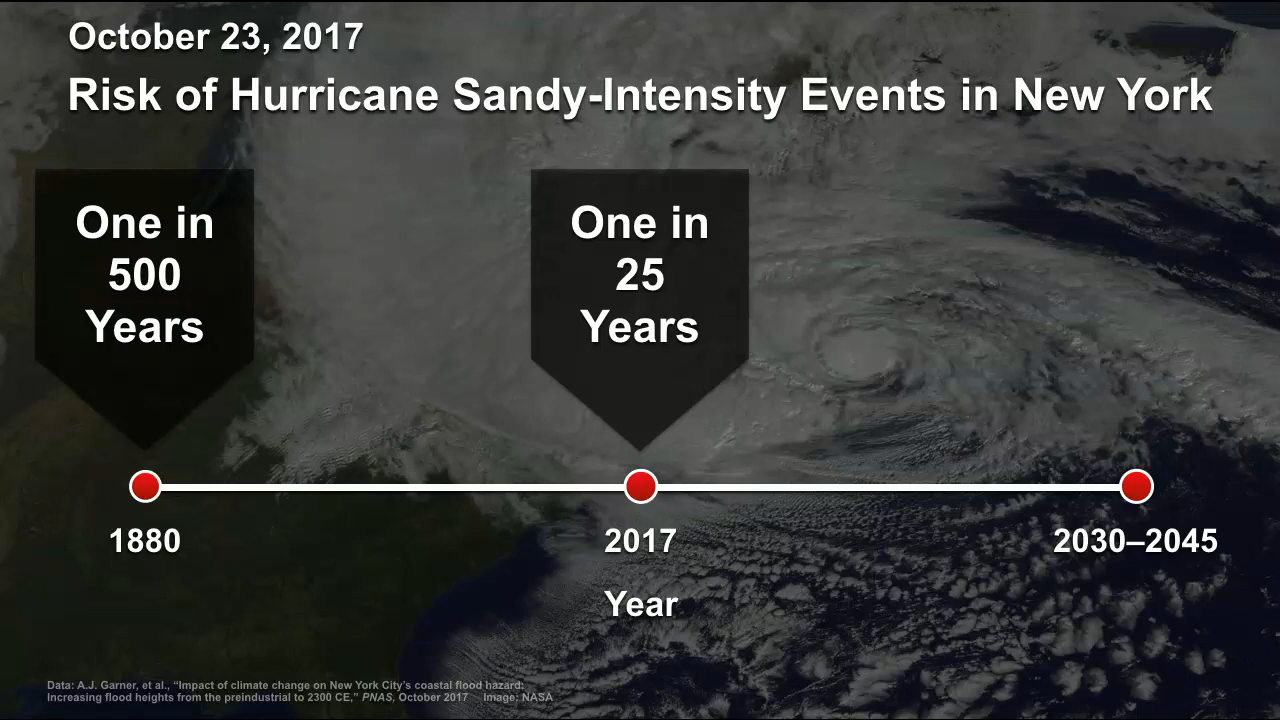 October 23, 2017
Risk of Hurricane Sandy-Intensity Events in New York
One in
500
Years
One in
25
Years
1880
2017
2030–2045
Year
Data: A.J. Garner, et al., “Impact of climate change on New York City’s coastal flood hazard:
Increasing flood heights from the preindustrial to 2300 CE,” PNAS, October 2017 Image: NASA